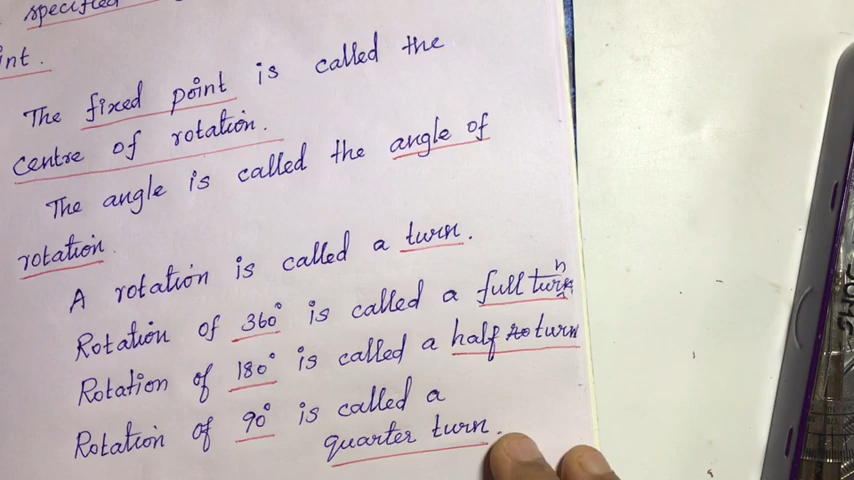 specified
int.
The fixed point is called the
centre of rotation.
The angle is called the angle of
rotation.
A rotation is called a turn.
Rotation of 360° is called a full turn
Rotation of 180° is called a half turn
Rotation of 90° is called a
quarter turn.